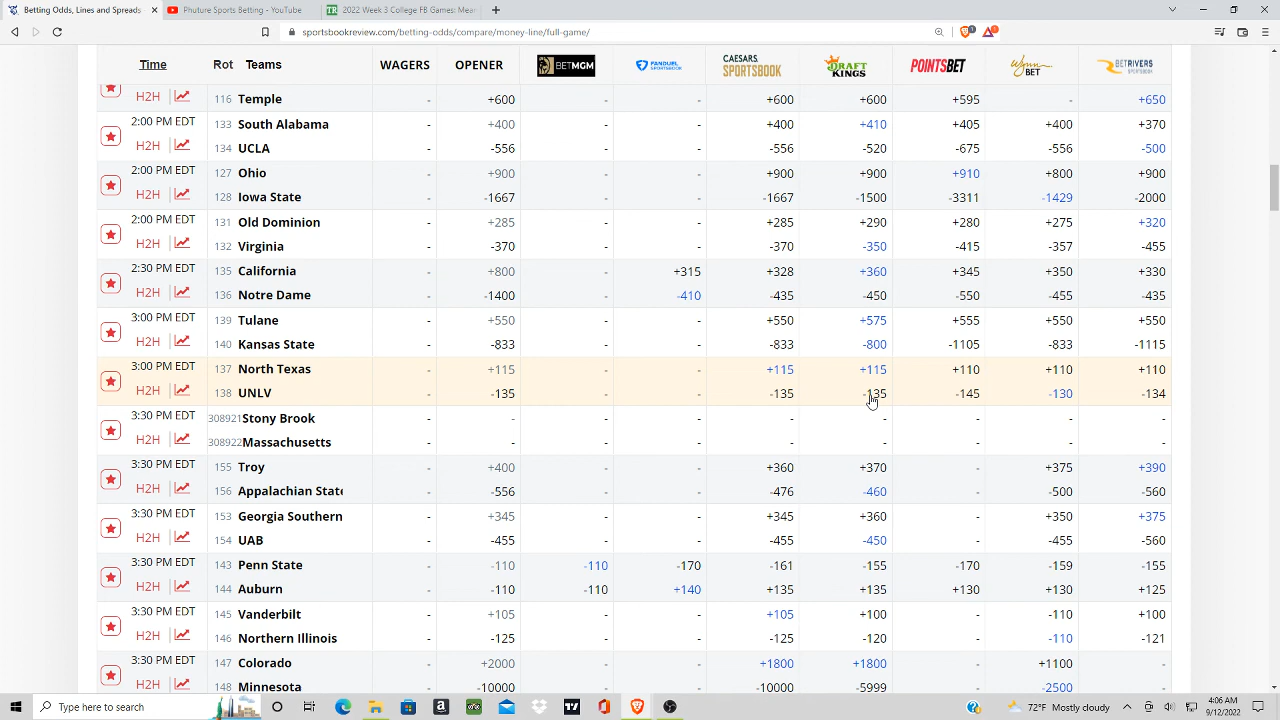 Betting Odds, Lines and Spreads
Phuture Sports Betting - YouTube
TR 2022 Week 3 College FB Games: Mean
sportsbookreview.com/betting-odds/compare/money-line/full-game/
Time Rot Teams WAGERS OPENER BETMGM FANDUEL SPORTSBOOK CAESARS SPORTSBOOK DRAFT KINGS POINTSBET WYNN BET BETRIVERS
H2H 116 Temple - +600 - - +600 +600 +595 - +650
2:00 PM EDT 133 South Alabama - +400 - - +400 +410 +405 +400 +370
H2H 134 UCLA - -556 - - -556 -520 -675 -556 -500
2:00 PM EDT 127 Ohio - +900 - - +900 +900 +910 +800 +900
H2H 128 Iowa State - -1667 - - -1667 -1500 -3311 -1429 -2000
2:00 PM EDT 131 Old Dominion - +285 - - +285 +290 +280 +275 +320
H2H 132 Virginia - -370 - - -370 -350 -415 -357 -455
2:30 PM EDT 135 California - +800 - +315 +328 +360 +345 +350 +330
H2H 136 Notre Dame - -1400 - -410 -435 -450 -550 -455 -435
3:00 PM EDT 139 Tulane - +550 - - +550 +575 +555 +550 +550
H2H 140 Kansas State - -833 - - -833 -800 -1105 -833 -1115
3:00 PM EDT 137 North Texas - +115 - - +115 +115 +110 +110 +110
H2H 138 UNLV - -135 - - -135 -135 -145 -130 -134
3:30 PM EDT 308921 Stony Brook - - - - - - - - -
H2H 308922 Massachusetts - - - - - - - - -
3:30 PM EDT 155 Troy - +400 - - +360 +370 - +375 +390
H2H 156 Appalachian State - -556 - - -476 -460 - -500 -560
3:30 PM EDT 153 Georgia Southern - +345 - - +345 +360 - +350 +375
H2H 154 UAB - -455 - - -455 -450 - -455 -560
3:30 PM EDT 143 Penn State - -110 -110 -170 -161 -155 -170 -159 -155
H2H 144 Auburn - -110 -110 +140 +135 +135 +130 +130 +125
3:30 PM EDT 145 Vanderbilt - +105 - - +105 +100 - -110 +100
H2H 146 Northern Illinois - -125 - - -125 -120 - -110 -121
3:30 PM EDT 147 Colorado - +2000 - - +1800 +1800 - +1100 -
H2H 148 Minnesota - -10000 - - -10000 -5999 - -2500 -
Type here to search
72°F Mostly cloudy
4:06 AM
9/12/2022